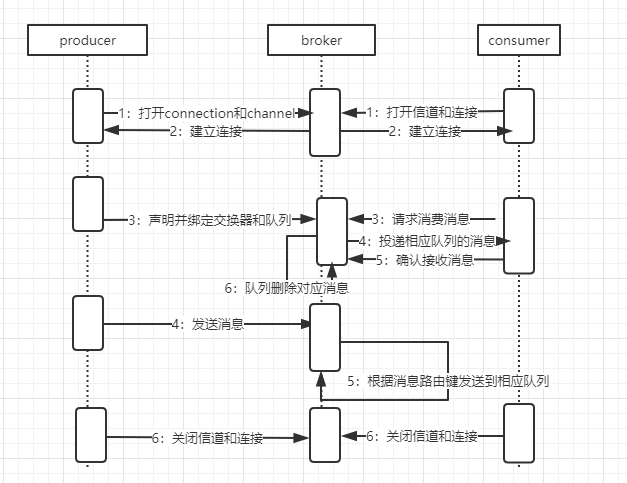 producer
broker
consumer
1：打开connection和channel
1：打开信道和连接
2：建立连接
2：建立连接
3：声明并绑定交换器和队列
3：请求消费消息
4：投递相应队列的消息
5：确认接收消息
6：队列删除对应消息
4：发送消息
5：根据消息路由键发送到相应队列
6：关闭信道和连接
6：关闭信道和连接